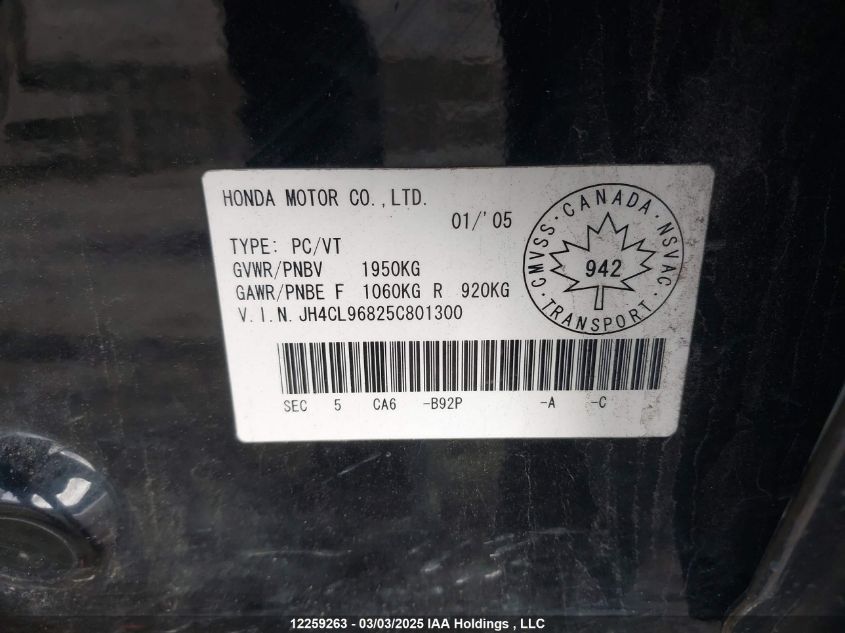 HONDA MOTOR CO.,LTD.
01/'05
TYPE: PC/VT
GVWR/PNBV 1950KG
GAWR/PNBE F 1060KG R 920KG
V.I.N. JH4CL96825C801300
CMVSS · CANADA · NSVAC · TRANSPORT ·
942
SEC 5 CA6 -B92P -A -C
12259263 - 03/03/2025 IAA Holdings , LLC